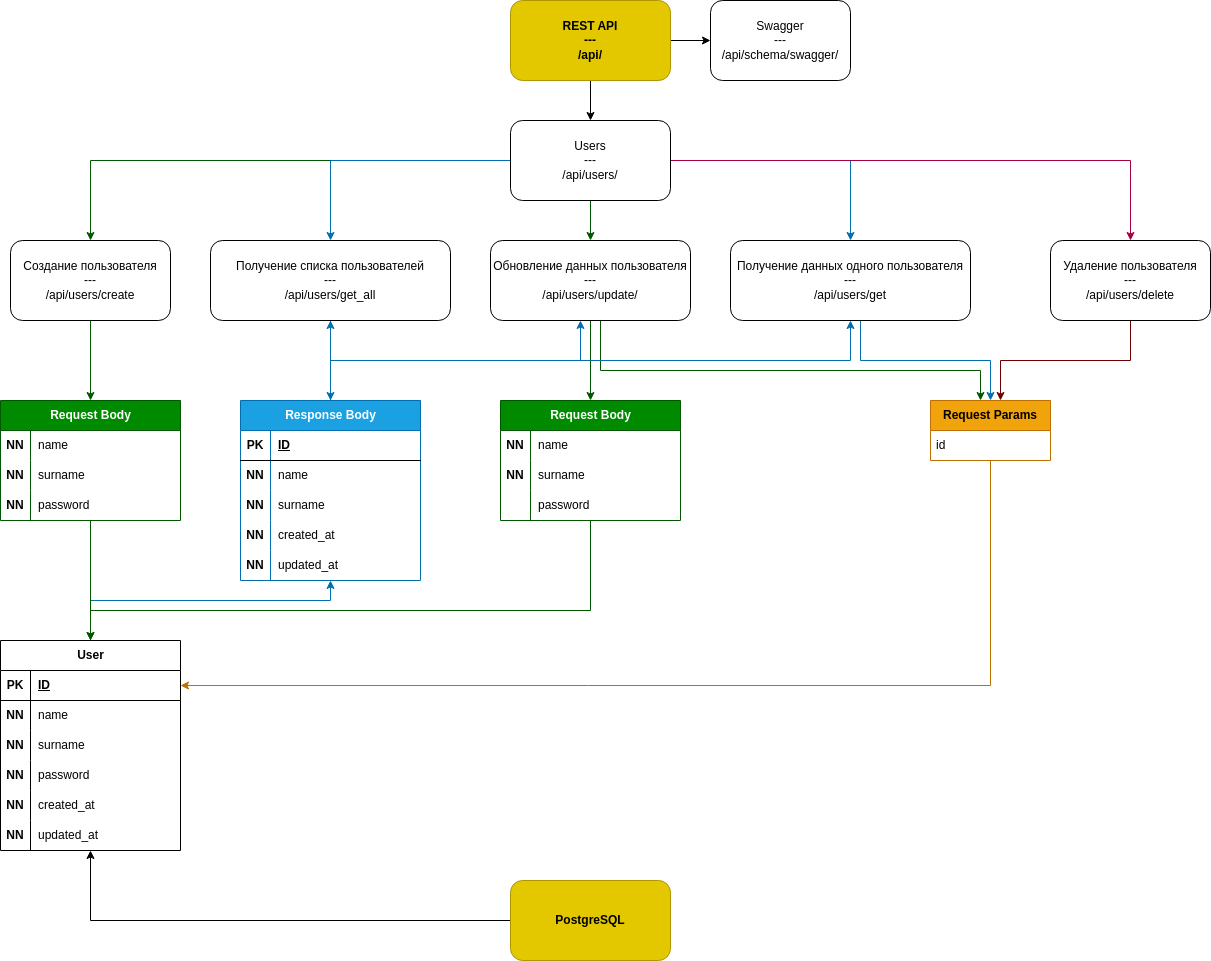 REST API
---
/api/
Swagger
---
/api/schema/swagger/
Users
---
/api/users/
Создание пользователя
---
/api/users/create
Получение списка пользователей
---
/api/users/get_all
Обновление данных пользователя
---
/api/users/update/
Получение данных одного пользователя
---
/api/users/get
Удаление пользователя
---
/api/users/delete
Request Body
NN name
NN surname
NN password
Response Body
PK ID
NN name
NN surname
NN created_at
NN updated_at
Request Body
NN name
NN surname
password
Request Params
id
User
PK ID
NN name
NN surname
NN password
NN created_at
NN updated_at
PostgreSQL